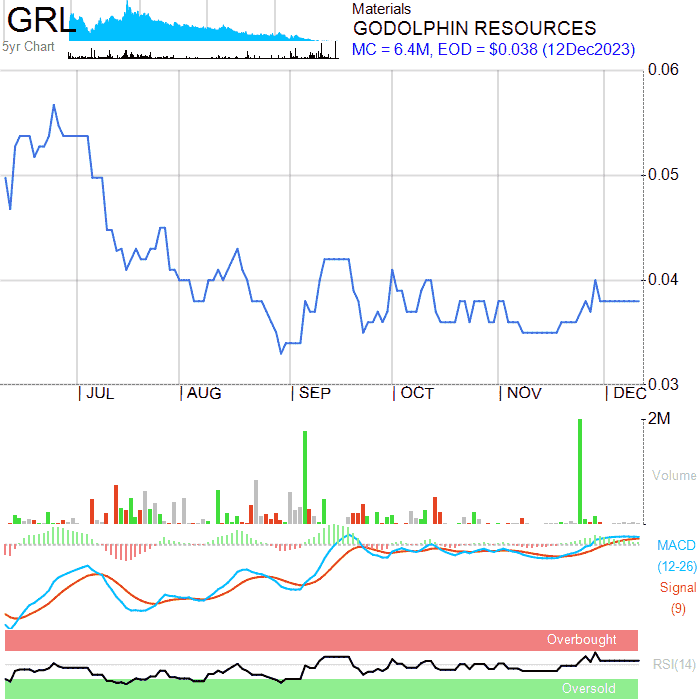 GRL
5yr Chart
Materials
GODOLPHIN RESOURCES
MC = 6.4M, EOD = $0.038 (12Dec2023)
0.06
0.05
0.04
0.03
JUL AUG SEP OCT NOV DEC
2M
Volume
MACD
(12-26)
Signal
(9)
Overbought
RSI(14)
Oversold